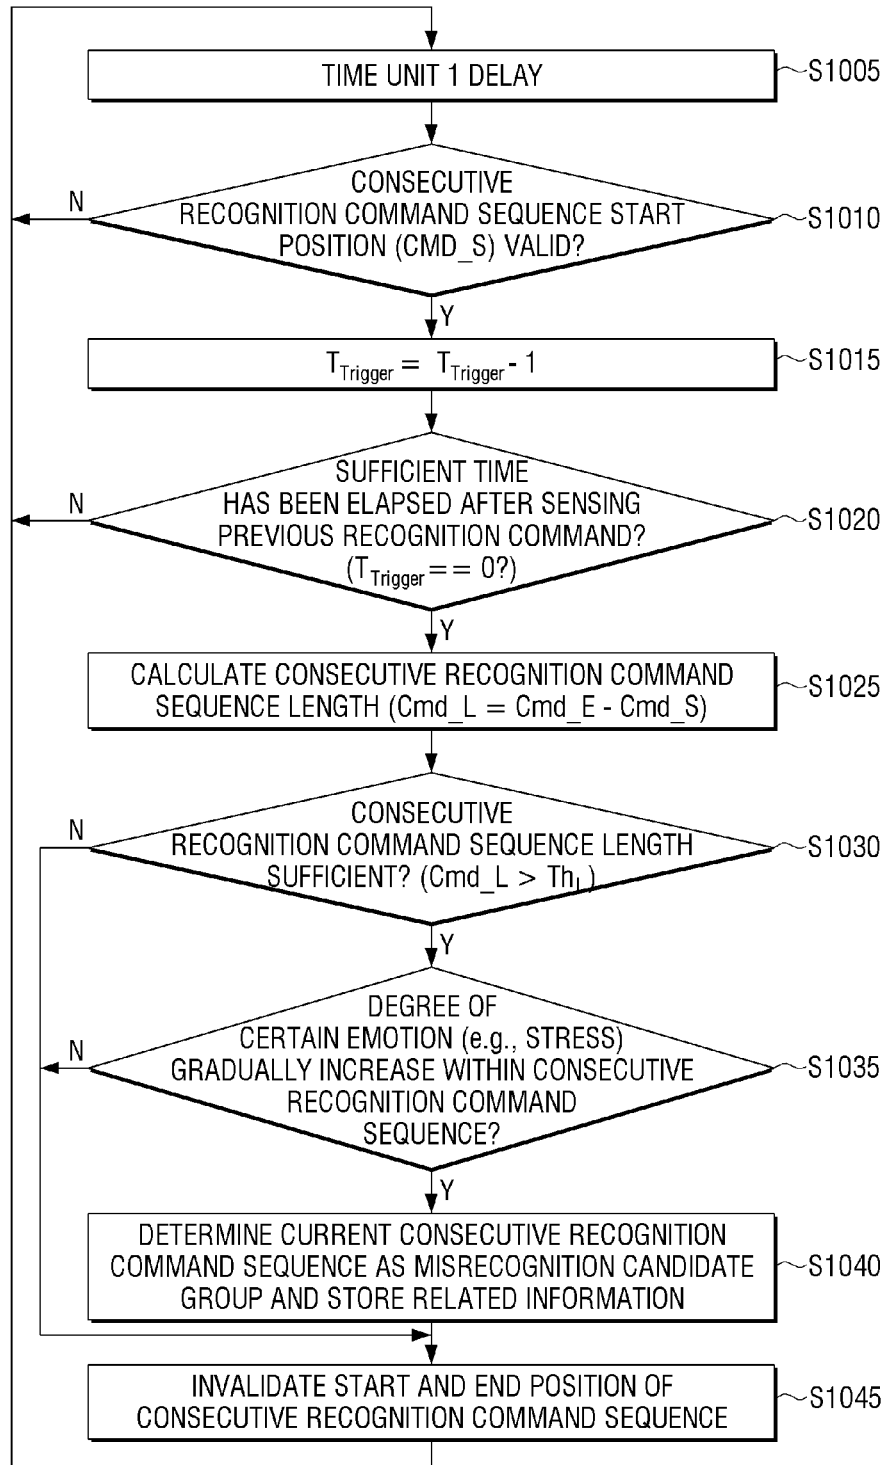 TIME UNIT 1 DELAY
S1005
CONSECUTIVE
RECOGNITION COMMAND SEQUENCE START
POSITION (CMD_S) VALID?
N
S1010
Y
T_Trigger = T_Trigger - 1
S1015
SUFFICIENT TIME
HAS BEEN ELAPSED AFTER SENSING
PREVIOUS RECOGNITION COMMAND?
(T_Trigger == 0?)
N
S1020
Y
CALCULATE CONSECUTIVE RECOGNITION COMMAND
SEQUENCE LENGTH (Cmd_L = Cmd_E - Cmd_S)
S1025
CONSECUTIVE
RECOGNITION COMMAND SEQUENCE LENGTH
SUFFICIENT? (Cmd_L > Th_L)
N
S1030
Y
DEGREE OF
CERTAIN EMOTION (e.g., STRESS)
GRADUALLY INCREASE WITHIN CONSECUTIVE
RECOGNITION COMMAND
SEQUENCE?
N
S1035
Y
DETERMINE CURRENT CONSECUTIVE RECOGNITION
COMMAND SEQUENCE AS MISRECOGNITION CANDIDATE
GROUP AND STORE RELATED INFORMATION
S1040
INVALIDATE START AND END POSITION OF
CONSECUTIVE RECOGNITION COMMAND SEQUENCE
S1045